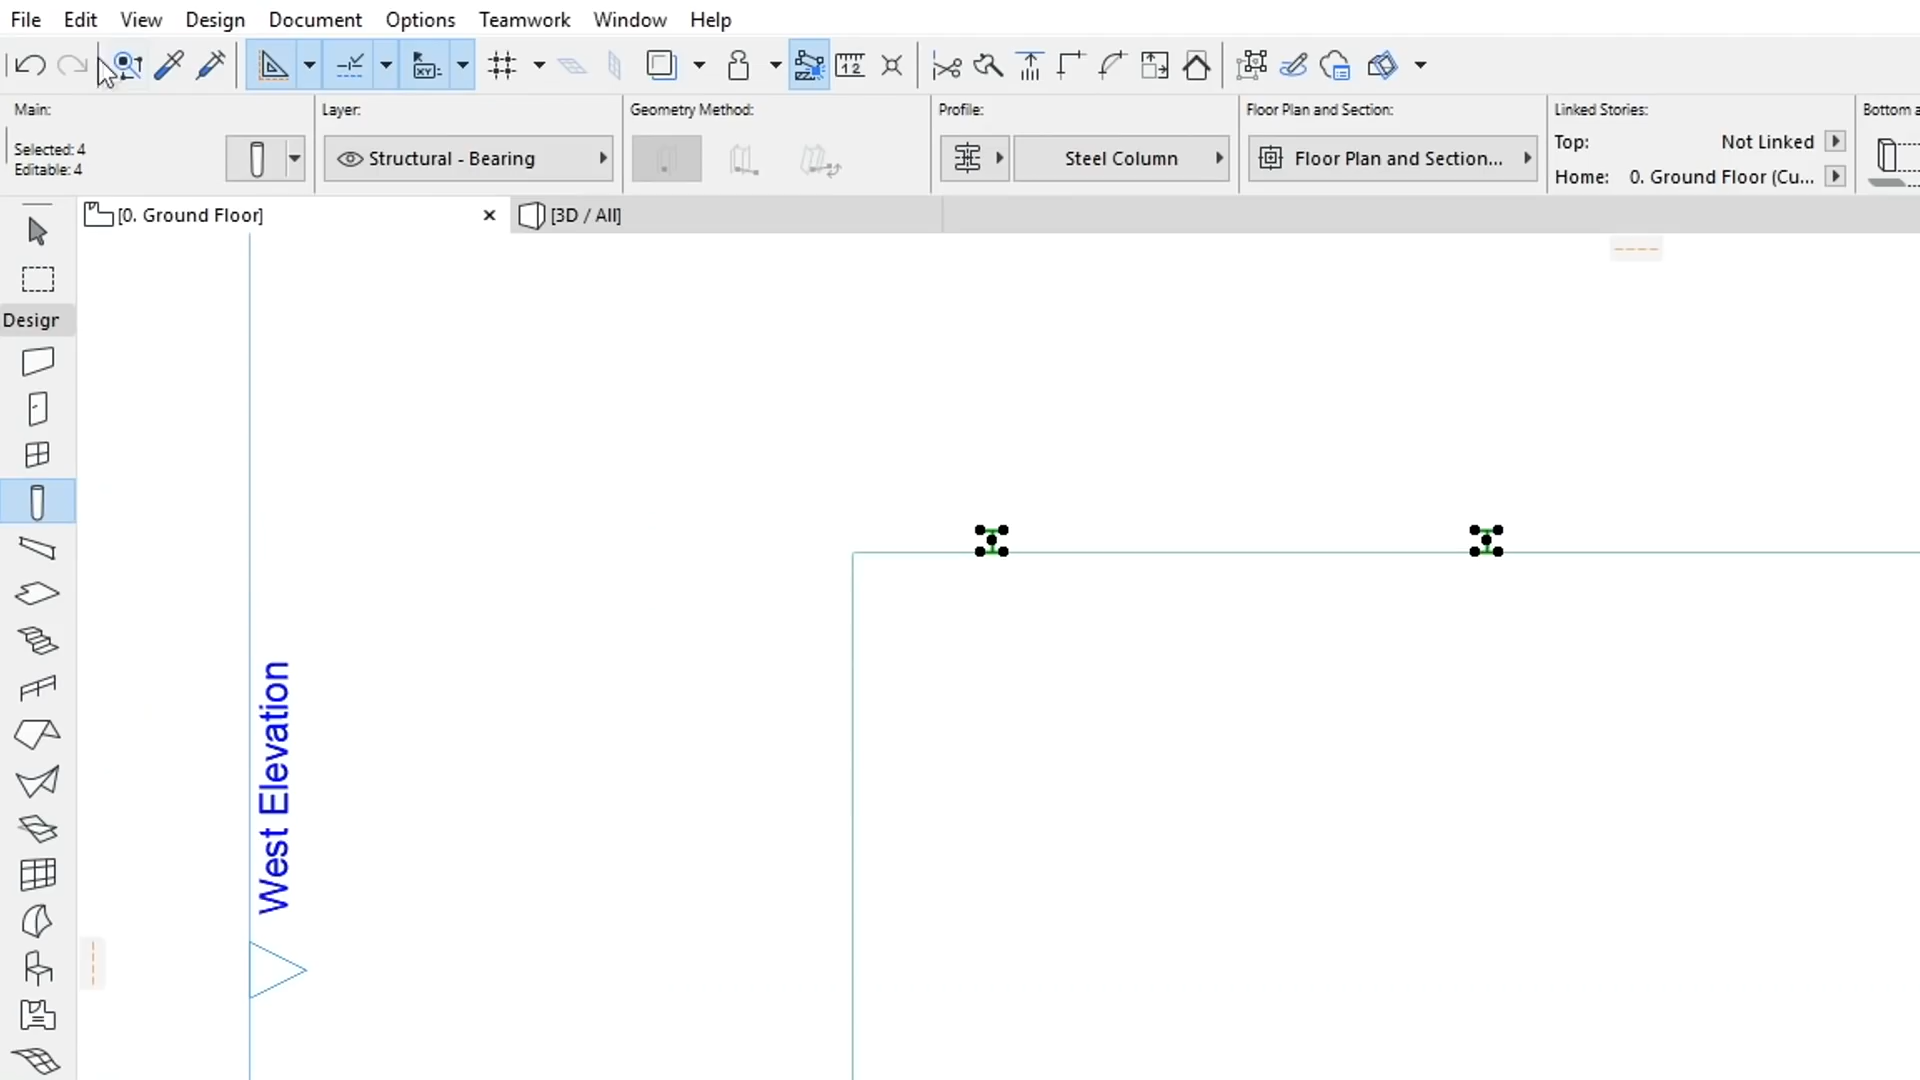 File Edit View Design Document Options Teamwork Window Help
Main: Layer: Geometry Method: Profile: Floor Plan and Section: Linked Stories: Bottom a
Selected: 4
Editable: 4
Structural - Bearing
Steel Column
Floor Plan and Section...
Top: Not Linked
Home: 0. Ground Floor (Cu...
[0. Ground Floor] [3D / All]
Design
West Elevation